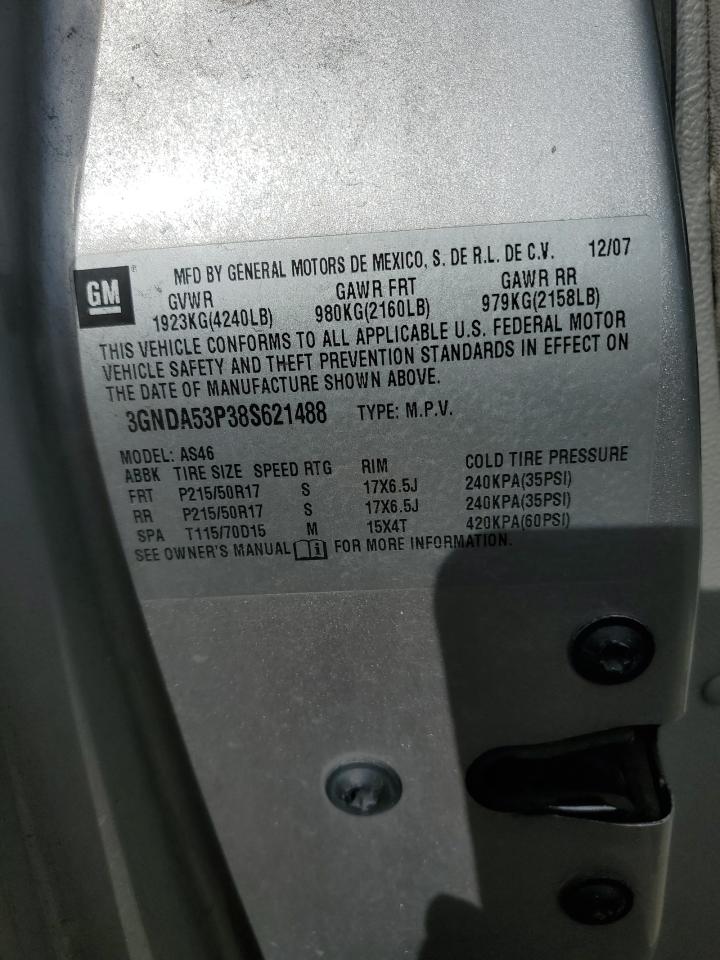 GM ®
MFD BY GENERAL MOTORS DE MEXICO, S. DE R.L. DE C.V. 12/07
GVWR GAWR FRT GAWR RR
1923KG(4240LB) 980KG(2160LB) 979KG(2158LB)
THIS VEHICLE CONFORMS TO ALL APPLICABLE U.S. FEDERAL MOTOR
VEHICLE SAFETY AND THEFT PREVENTION STANDARDS IN EFFECT ON
THE DATE OF MANUFACTURE SHOWN ABOVE.
3GNDA53P38S621488 TYPE: M.P.V.
MODEL: AS46
ABBK TIRE SIZE SPEED RTG RIM COLD TIRE PRESSURE
FRT P215/50R17 S 17X6.5J 240KPA(35PSI)
RR P215/50R17 S 17X6.5J 240KPA(35PSI)
SPA T115/70D15 M 15X4T 420KPA(60PSI)
SEE OWNER'S MANUAL i FOR MORE INFORMATION.